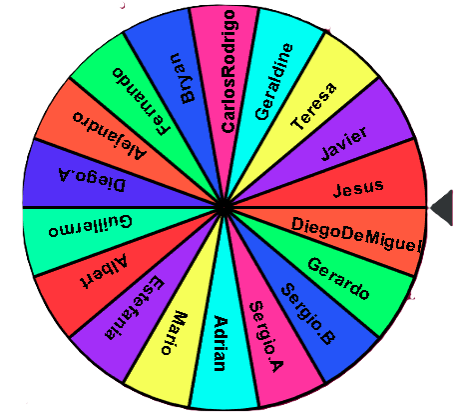 CarlosRodrigo
Geraldine
Teresa
Javier
Jesus
DiegoDeMiguel
Gerardo
Sergio.B
Sergio.A
Adrian
Mario
Estefania
Albert
Guillermo
Diego.A
Alejandro
Fernando
Bryan